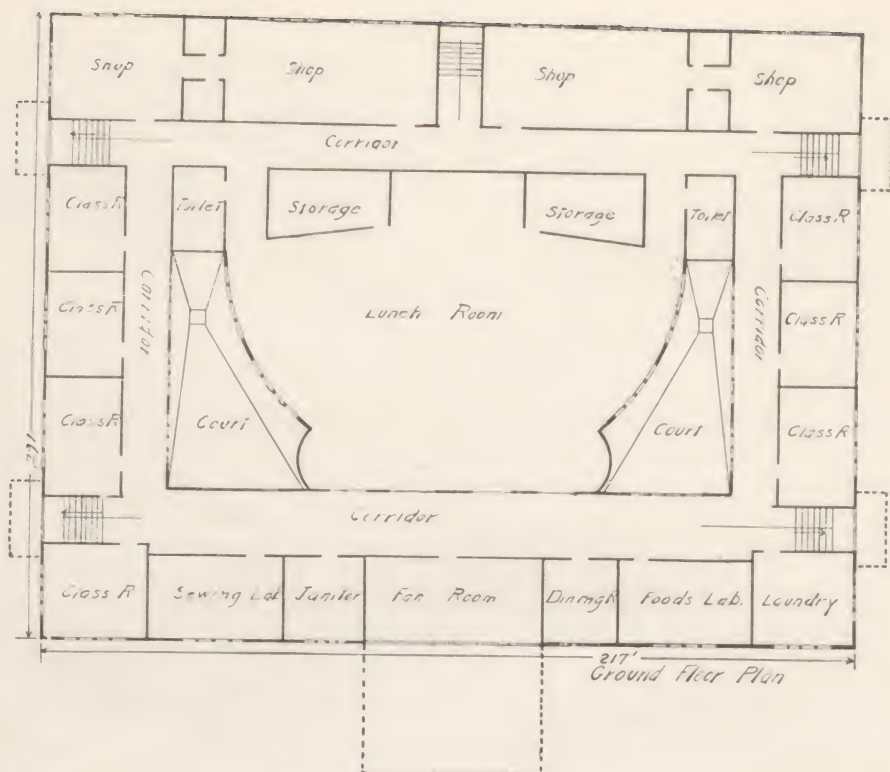 Shop
Shop
Shop
Shop
Corridor
Class R
Toilet
Storage
Storage
Toilet
Class R
Corridor
Class R
Lunch Room
Corridor
Class R
Class R
Court
Court
Class R
Corridor
Class R
Sewing Lab
Janitor
Fan Room
Dining R
Foods Lab.
Laundry
217'
Ground Floor Plan